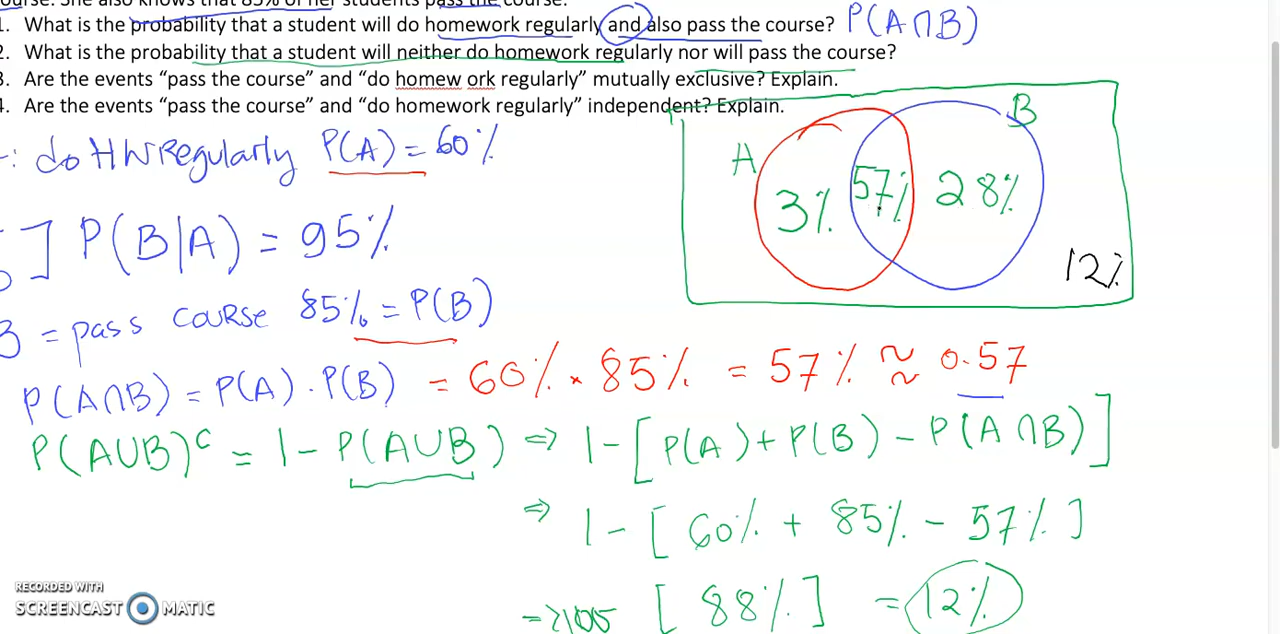 course. She also knows that 85% of her students pass the course.
1. What is the probability that a student will do homework regularly and also pass the course? P(A∩B)
2. What is the probability that a student will neither do homework regularly nor will pass the course?
3. Are the events “pass the course” and “do homew ork regularly” mutually exclusive? Explain.
4. Are the events “pass the course” and “do homework regularly” independent? Explain.
: do HW Regularly P(A) = 60%
] P(B|A) = 95%
B = pass course 85% = P(B)
A B
3% 57% 28%
12%
P(A∩B) = P(A) . P(B) = 60% × 85% = 57% ≈ 0.57
P(A∪B)ᶜ = 1 - P(A∪B) ⇒ 1 - [P(A) + P(B) - P(A∩B)]
⇒ 1 - [60% + 85% - 57%]
[88%] = 12%
RECORDED WITH
SCREENCAST MATIC